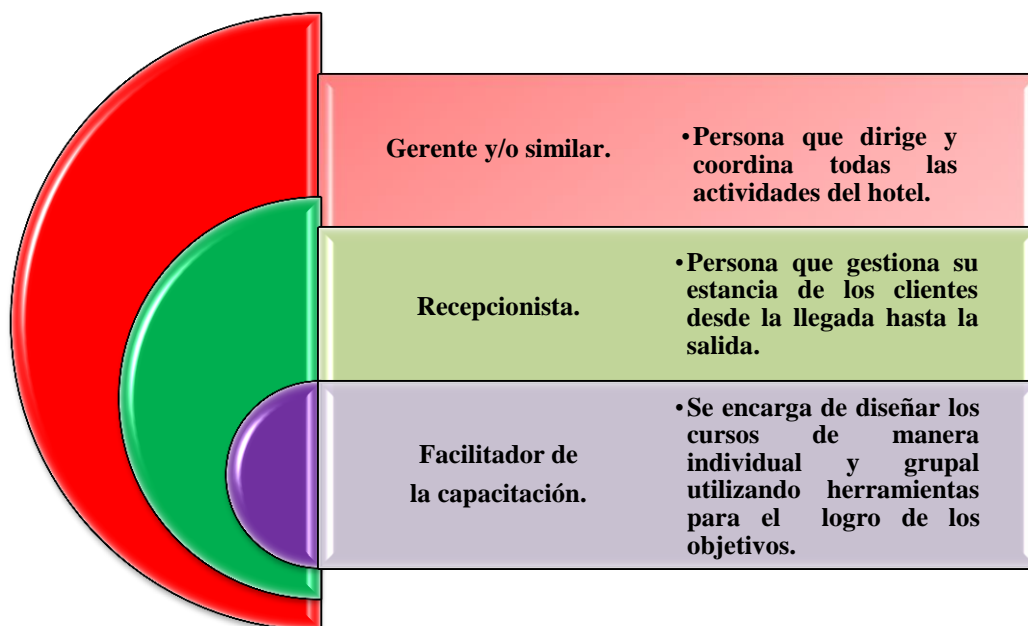 Gerente y/o similar.
•Persona que dirige y
coordina todas las
actividades del hotel.
Recepcionista.
•Persona que gestiona su
estancia de los clientes
desde la llegada hasta la
salida.
Facilitador de
la capacitación.
•Se encarga de diseñar los
cursos de manera
individual y grupal
utilizando herramientas
para el logro de los
objetivos.